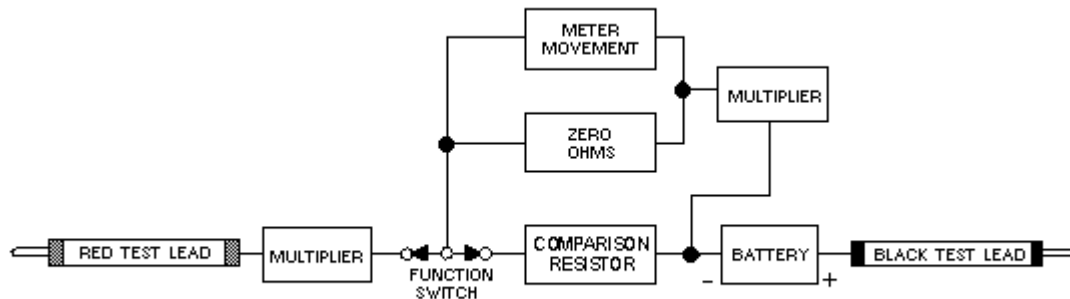 METER
MOVEMENT
MULTIPLIER
ZERO
OHMS
RED TEST LEAD
MULTIPLIER
FUNCTION
SWITCH
COMPARISON
RESISTOR
-
BATTERY
+
BLACK TEST LEAD